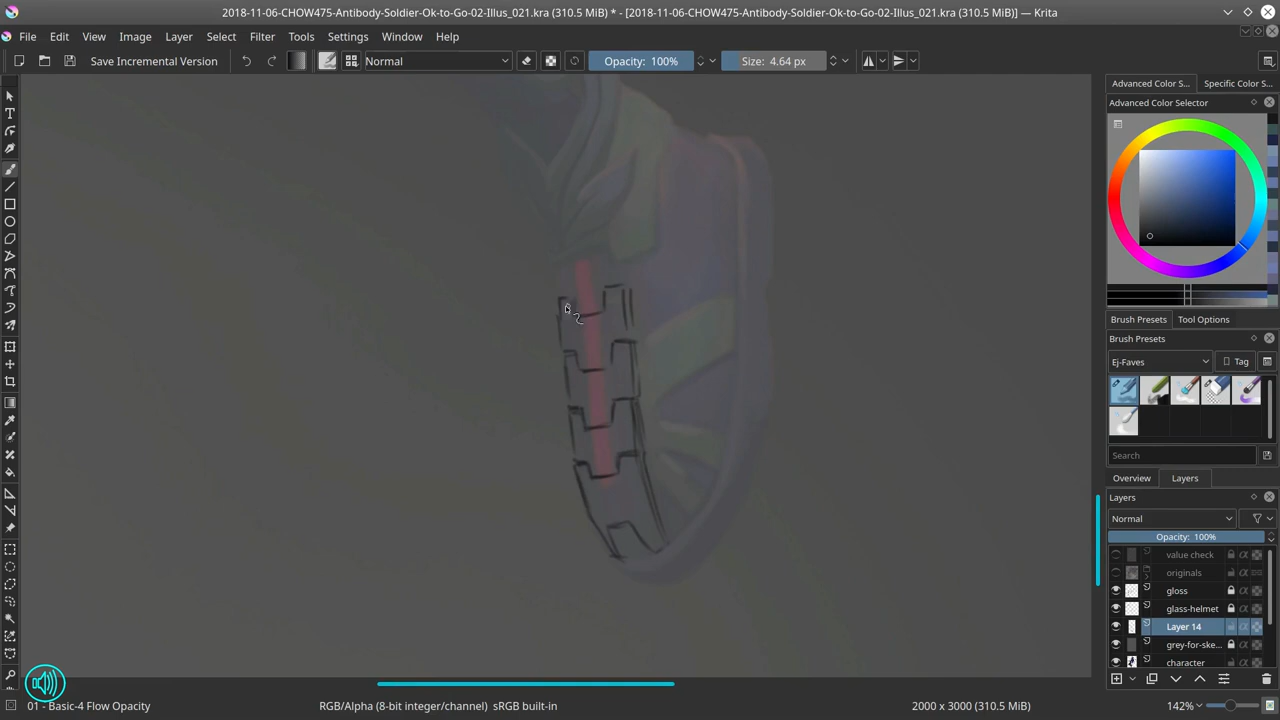 2018-11-06-CHOW475-Antibody-Soldier-Ok-to-Go-02-Illus_021.kra (310.5 MiB) * - [2018-11-06-CHOW475-Antibody-Soldier-Ok-to-Go-02-Illus_021.kra (310.5 MiB)] — Krita
File Edit View Image Layer Select Filter Tools Settings Window Help
Save Incremental Version Normal Opacity: 100% Size: 4.64 px
Advanced Color S... Specific Color S...
Advanced Color Selector
Brush Presets Tool Options
Brush Presets
Ej-Faves Tag
Search
Overview Layers
Layers
Normal
Opacity: 100%
value check
originals
gloss
glass-helmet
Layer 14
grey-for-ske...
character
01 - Basic-4 Flow Opacity RGB/Alpha (8-bit integer/channel) sRGB built-in 2000 x 3000 (310.5 MiB) 142%